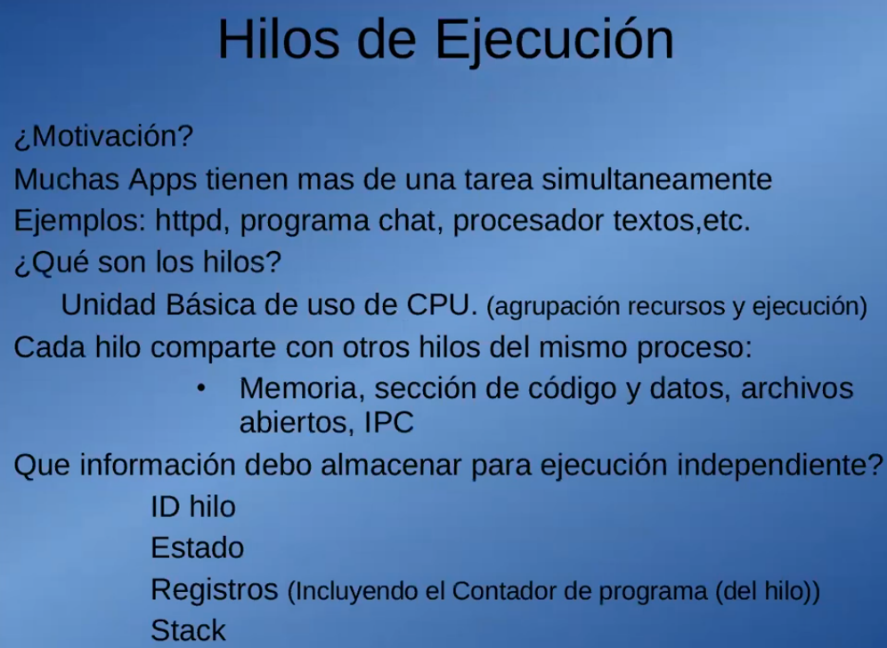 Hilos de Ejecución
¿Motivación?
Muchas Apps tienen mas de una tarea simultaneamente
Ejemplos: httpd, programa chat, procesador textos,etc.
¿Qué son los hilos?
Unidad Básica de uso de CPU. (agrupación recursos y ejecución)
Cada hilo comparte con otros hilos del mismo proceso:
• Memoria, sección de código y datos, archivos
abiertos, IPC
Que información debo almacenar para ejecución independiente?
ID hilo
Estado
Registros (Incluyendo el Contador de programa (del hilo))
Stack